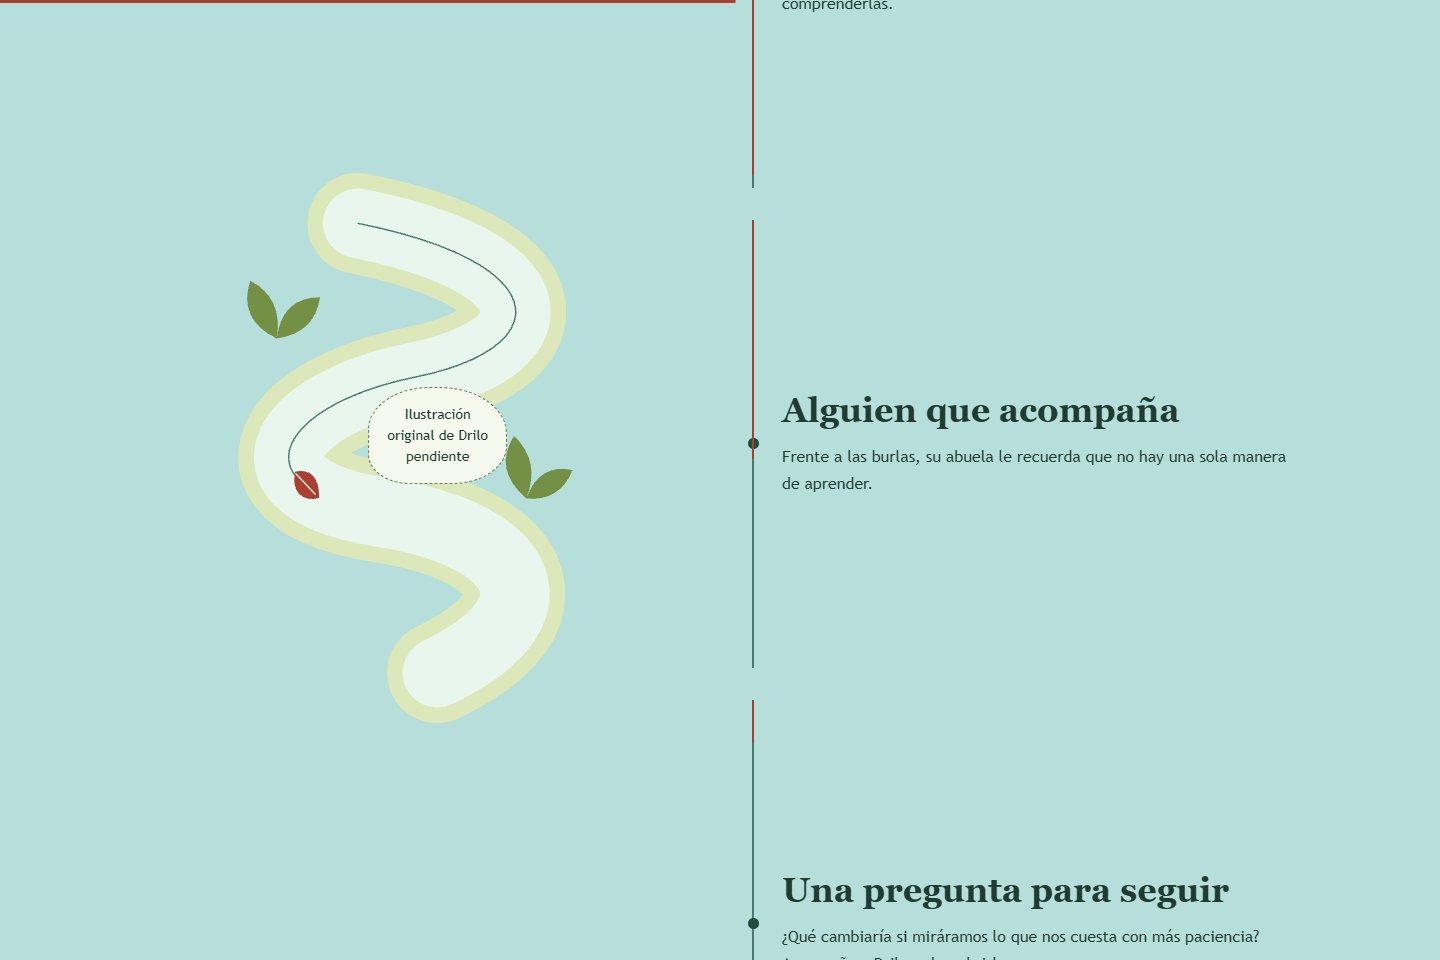 comprenderlas.
Ilustración
original de Drilo
pendiente
Alguien que acompaña
Frente a las burlas, su abuela le recuerda que no hay una sola manera
de aprender.
Una pregunta para seguir
¿Qué cambiaría si miráramos lo que nos cuesta con más paciencia?